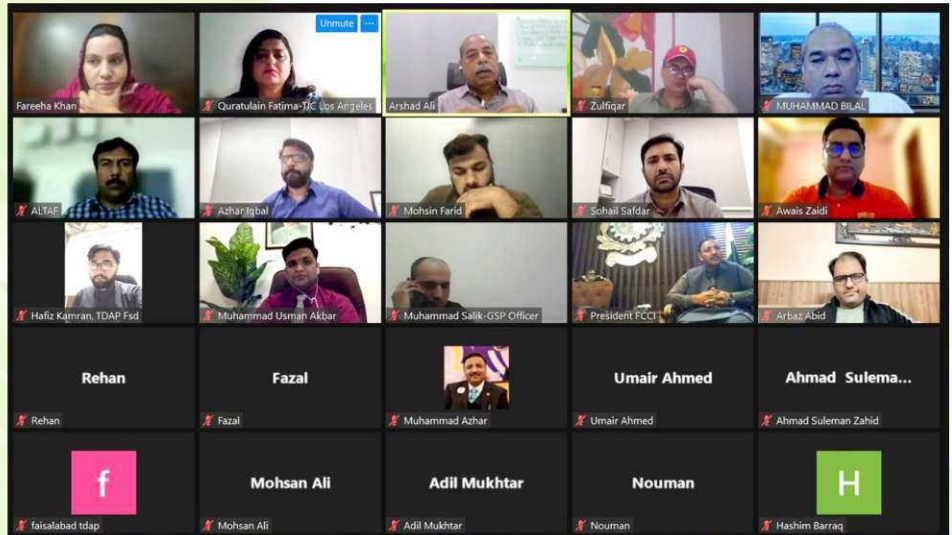 Unmute
Fareeha Khan
Quratulain Fatima-TIC Los Angeles
Arshad Ali
Zulfiqar
MUHAMMAD BILAL
ALTAF
Azhar Iqbal
Mohsin Farid
Sohail Safdar
Awais Zaidi
Hafiz Kamran, TDAP Fsd
Muhammad Usman Akbar
Muhammad Salik-GSP Officer
President FCCI
Arbaz Abid
Rehan
Fazal
Umair Ahmed
Ahmad Sulema...
Rehan
Fazal
Muhammad Azhar
Umair Ahmed
Ahmad Suleman Zahid
f
Mohsan Ali
Adil Mukhtar
Nouman
H
faisalabad tdap
Mohsan Ali
Adil Mukhtar
Nouman
Hashim Barraq